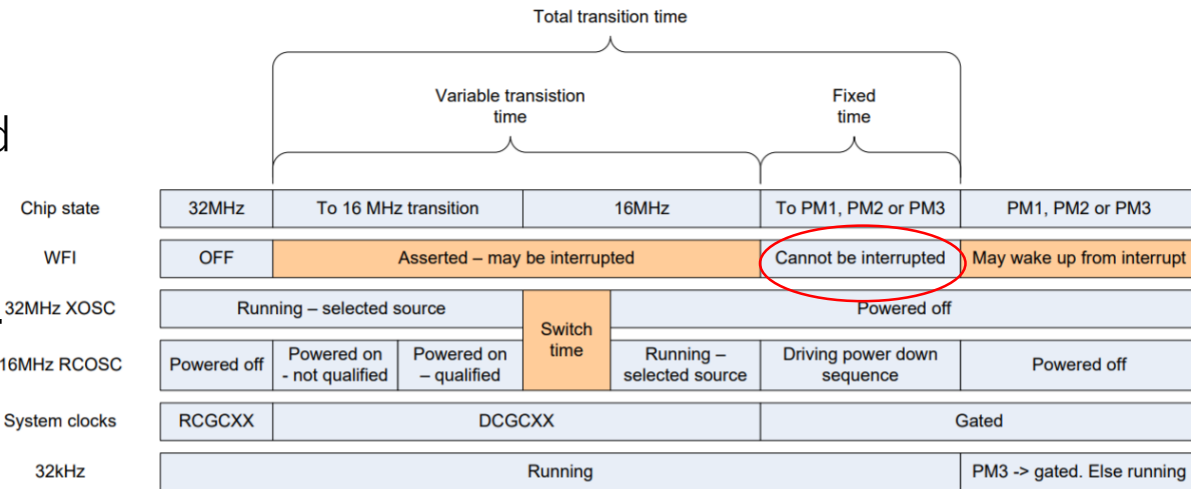 Total transition time
Variable transistion
time
Fixed
time
d
Chip state
32MHz
To 16 MHz transition
16MHz
To PM1, PM2 or PM3
PM1, PM2 or PM3
WFI
OFF
Asserted – may be interrupted
Cannot be interrupted
May wake up from interrupt
32MHz XOSC
Running – selected source
Switch
time
Powered off
16MHz RCOSC
Powered off
Powered on
- not qualified
Powered on
– qualified
Running –
selected source
Driving power down
sequence
Powered off
System clocks
RCGCXX
DCGCXX
Gated
32kHz
Running
PM3 -> gated. Else running